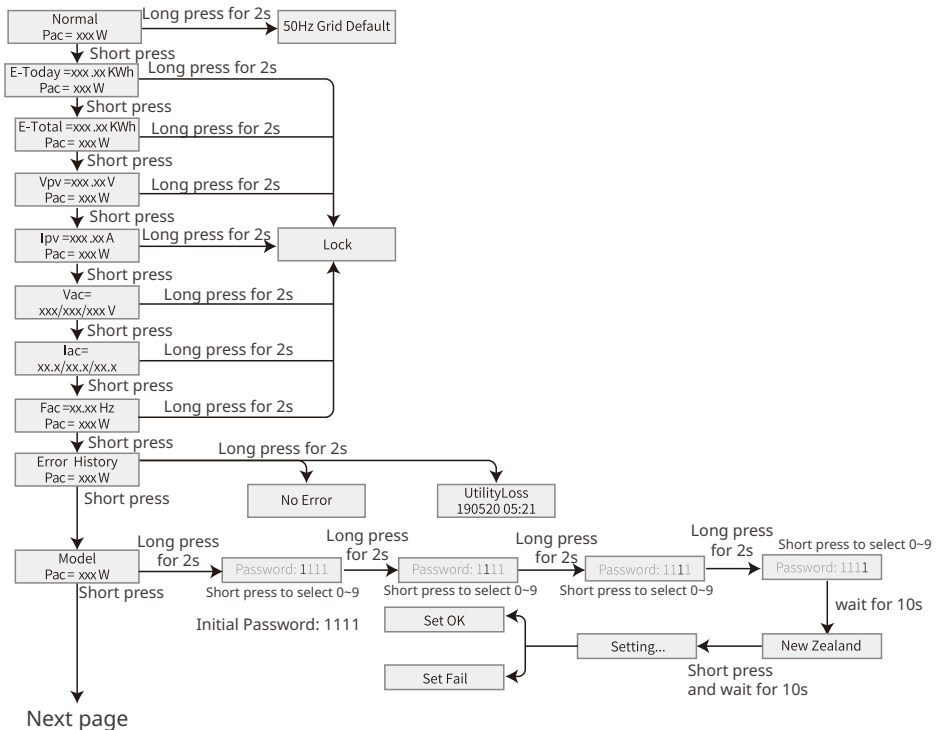 Normal
Pac= xxx W
Long press for 2s
50Hz Grid Default
Short press
E-Today =xxx.xx KWh
Pac= xxx W
Long press for 2s
Short press
E-Total =xxx.xx KWh
Pac= xxx W
Long press for 2s
Short press
Vpv =xxx.xx V
Pac= xxx W
Long press for 2s
Short press
Ipv =xxx.xx A
Pac= xxx W
Long press for 2s
Lock
Short press
Vac=
xxx/xxx/xxx V
Long press for 2s
Short press
Iac=
xx.x/xx.x/xx.x
Long press for 2s
Short press
Fac =xx.xx Hz
Pac= xxx W
Long press for 2s
Short press
Error History
Pac= xxx W
Long press for 2s
No Error
UtilityLoss
190520 05:21
Short press
Model
Pac= xxx W
Long press
for 2s
Password: 1111
Short press to select 0~9
Long press
for 2s
Password: 1111
Short press to select 0~9
Long press
for 2s
Password: 1111
Short press to select 0~9
Long press
for 2s
Short press to select 0~9
Password: 1111
Short press
Initial Password: 1111
wait for 10s
New Zealand
Short press
and wait for 10s
Setting...
Set OK
Set Fail
Next page